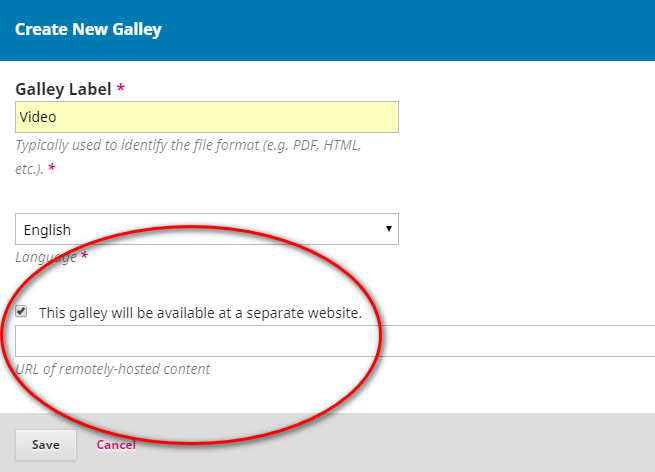 Create New Galley
Galley Label *
Video
Typically used to identify the file format (e.g. PDF, HTML,
etc.). *
English
Language *
This galley will be available at a separate website.
URL of remotely-hosted content
Save Cancel